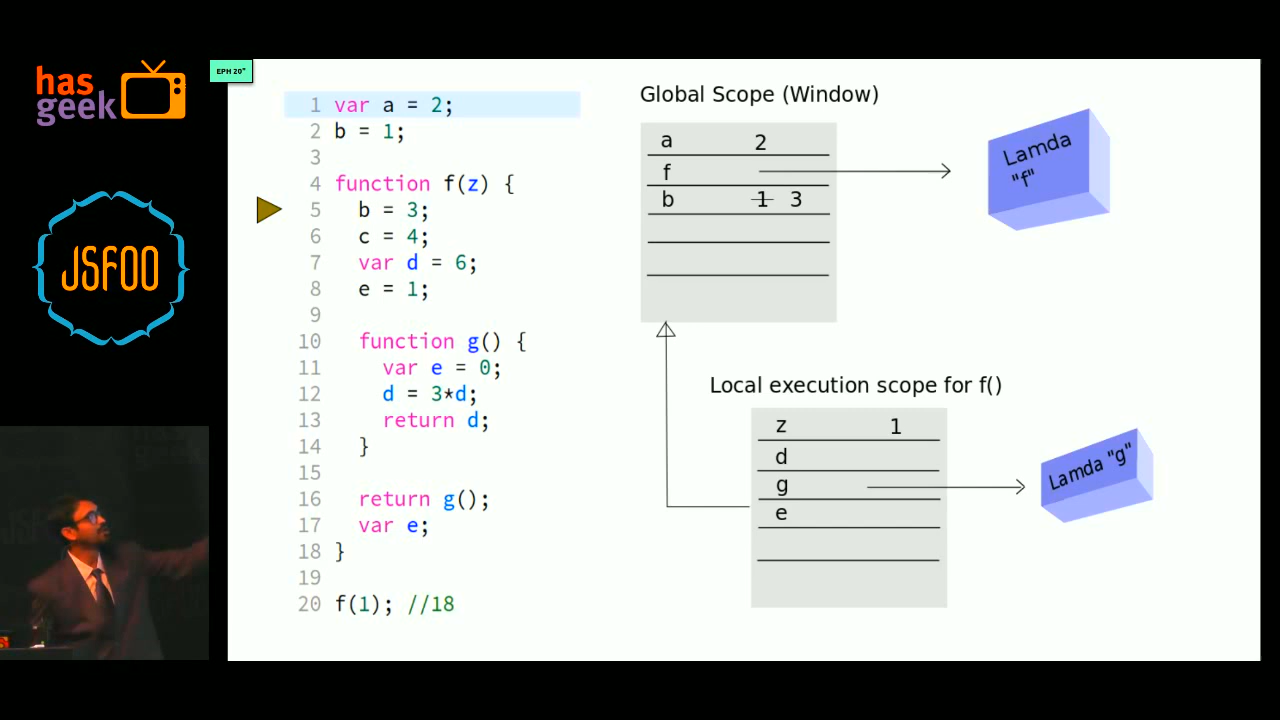 has
geek
EPH 20"
JSFOO
1 var a = 2;
2 b = 1;
3
4 function f(z) {
5 b = 3;
6 c = 4;
7 var d = 6;
8 e = 1;
9
10 function g() {
11 var e = 0;
12 d = 3*d;
13 return d;
14 }
15
16 return g();
17 var e;
18 }
19
20 f(1); //18
Global Scope (Window)
a 2
f
b 1 3
Lamda
"f"
Local execution scope for f()
z 1
d
g
e
Lamda "g"